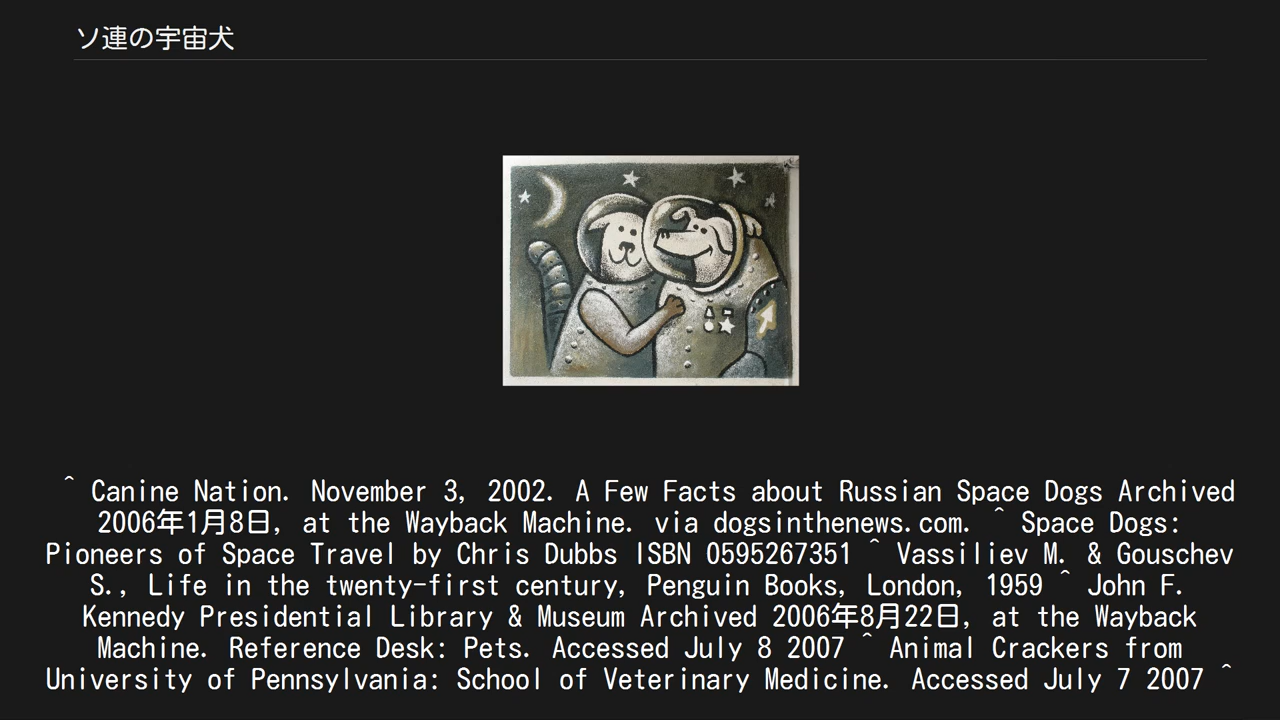 ソ連の宇宙犬
^ Canine Nation. November 3, 2002. A Few Facts about Russian Space Dogs Archived
2006年1月8日, at the Wayback Machine. via dogsinthenews.com. ^ Space Dogs:
Pioneers of Space Travel by Chris Dubbs ISBN 0595267351 ^ Vassiliev M. & Gouschev
S., Life in the twenty-first century, Penguin Books, London, 1959 ^ John F.
Kennedy Presidential Library & Museum Archived 2006年8月22日, at the Wayback
Machine. Reference Desk: Pets. Accessed July 8 2007 ^ Animal Crackers from
University of Pennsylvania: School of Veterinary Medicine. Accessed July 7 2007 ^